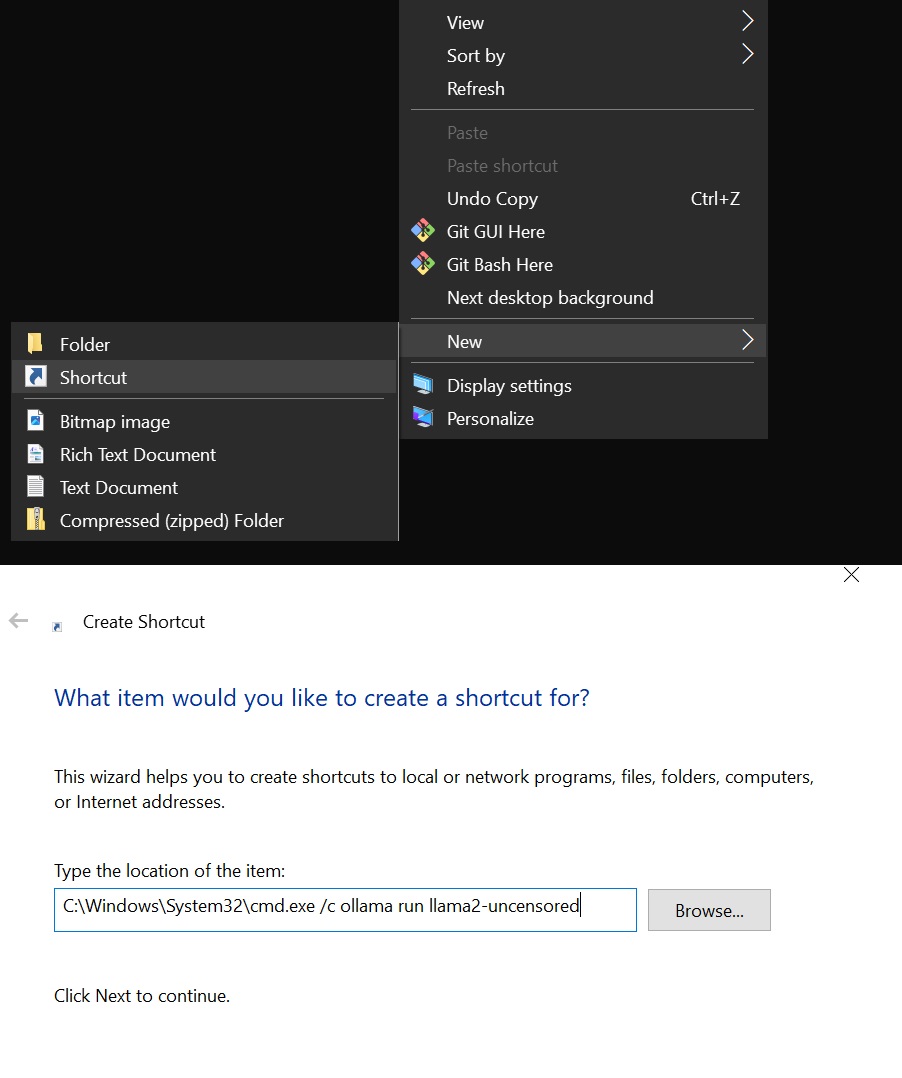 View
Sort by
Refresh
Paste
Paste shortcut
Undo Copy Ctrl+Z
Git GUI Here
Git Bash Here
Next desktop background
New
Display settings
Personalize
Folder
Shortcut
Bitmap image
Rich Text Document
Text Document
Compressed (zipped) Folder
Create Shortcut
What item would you like to create a shortcut for?
This wizard helps you to create shortcuts to local or network programs, files, folders, computers,
or Internet addresses.
Type the location of the item:
C:\Windows\System32\cmd.exe /c ollama run llama2-uncensored
Browse...
Click Next to continue.